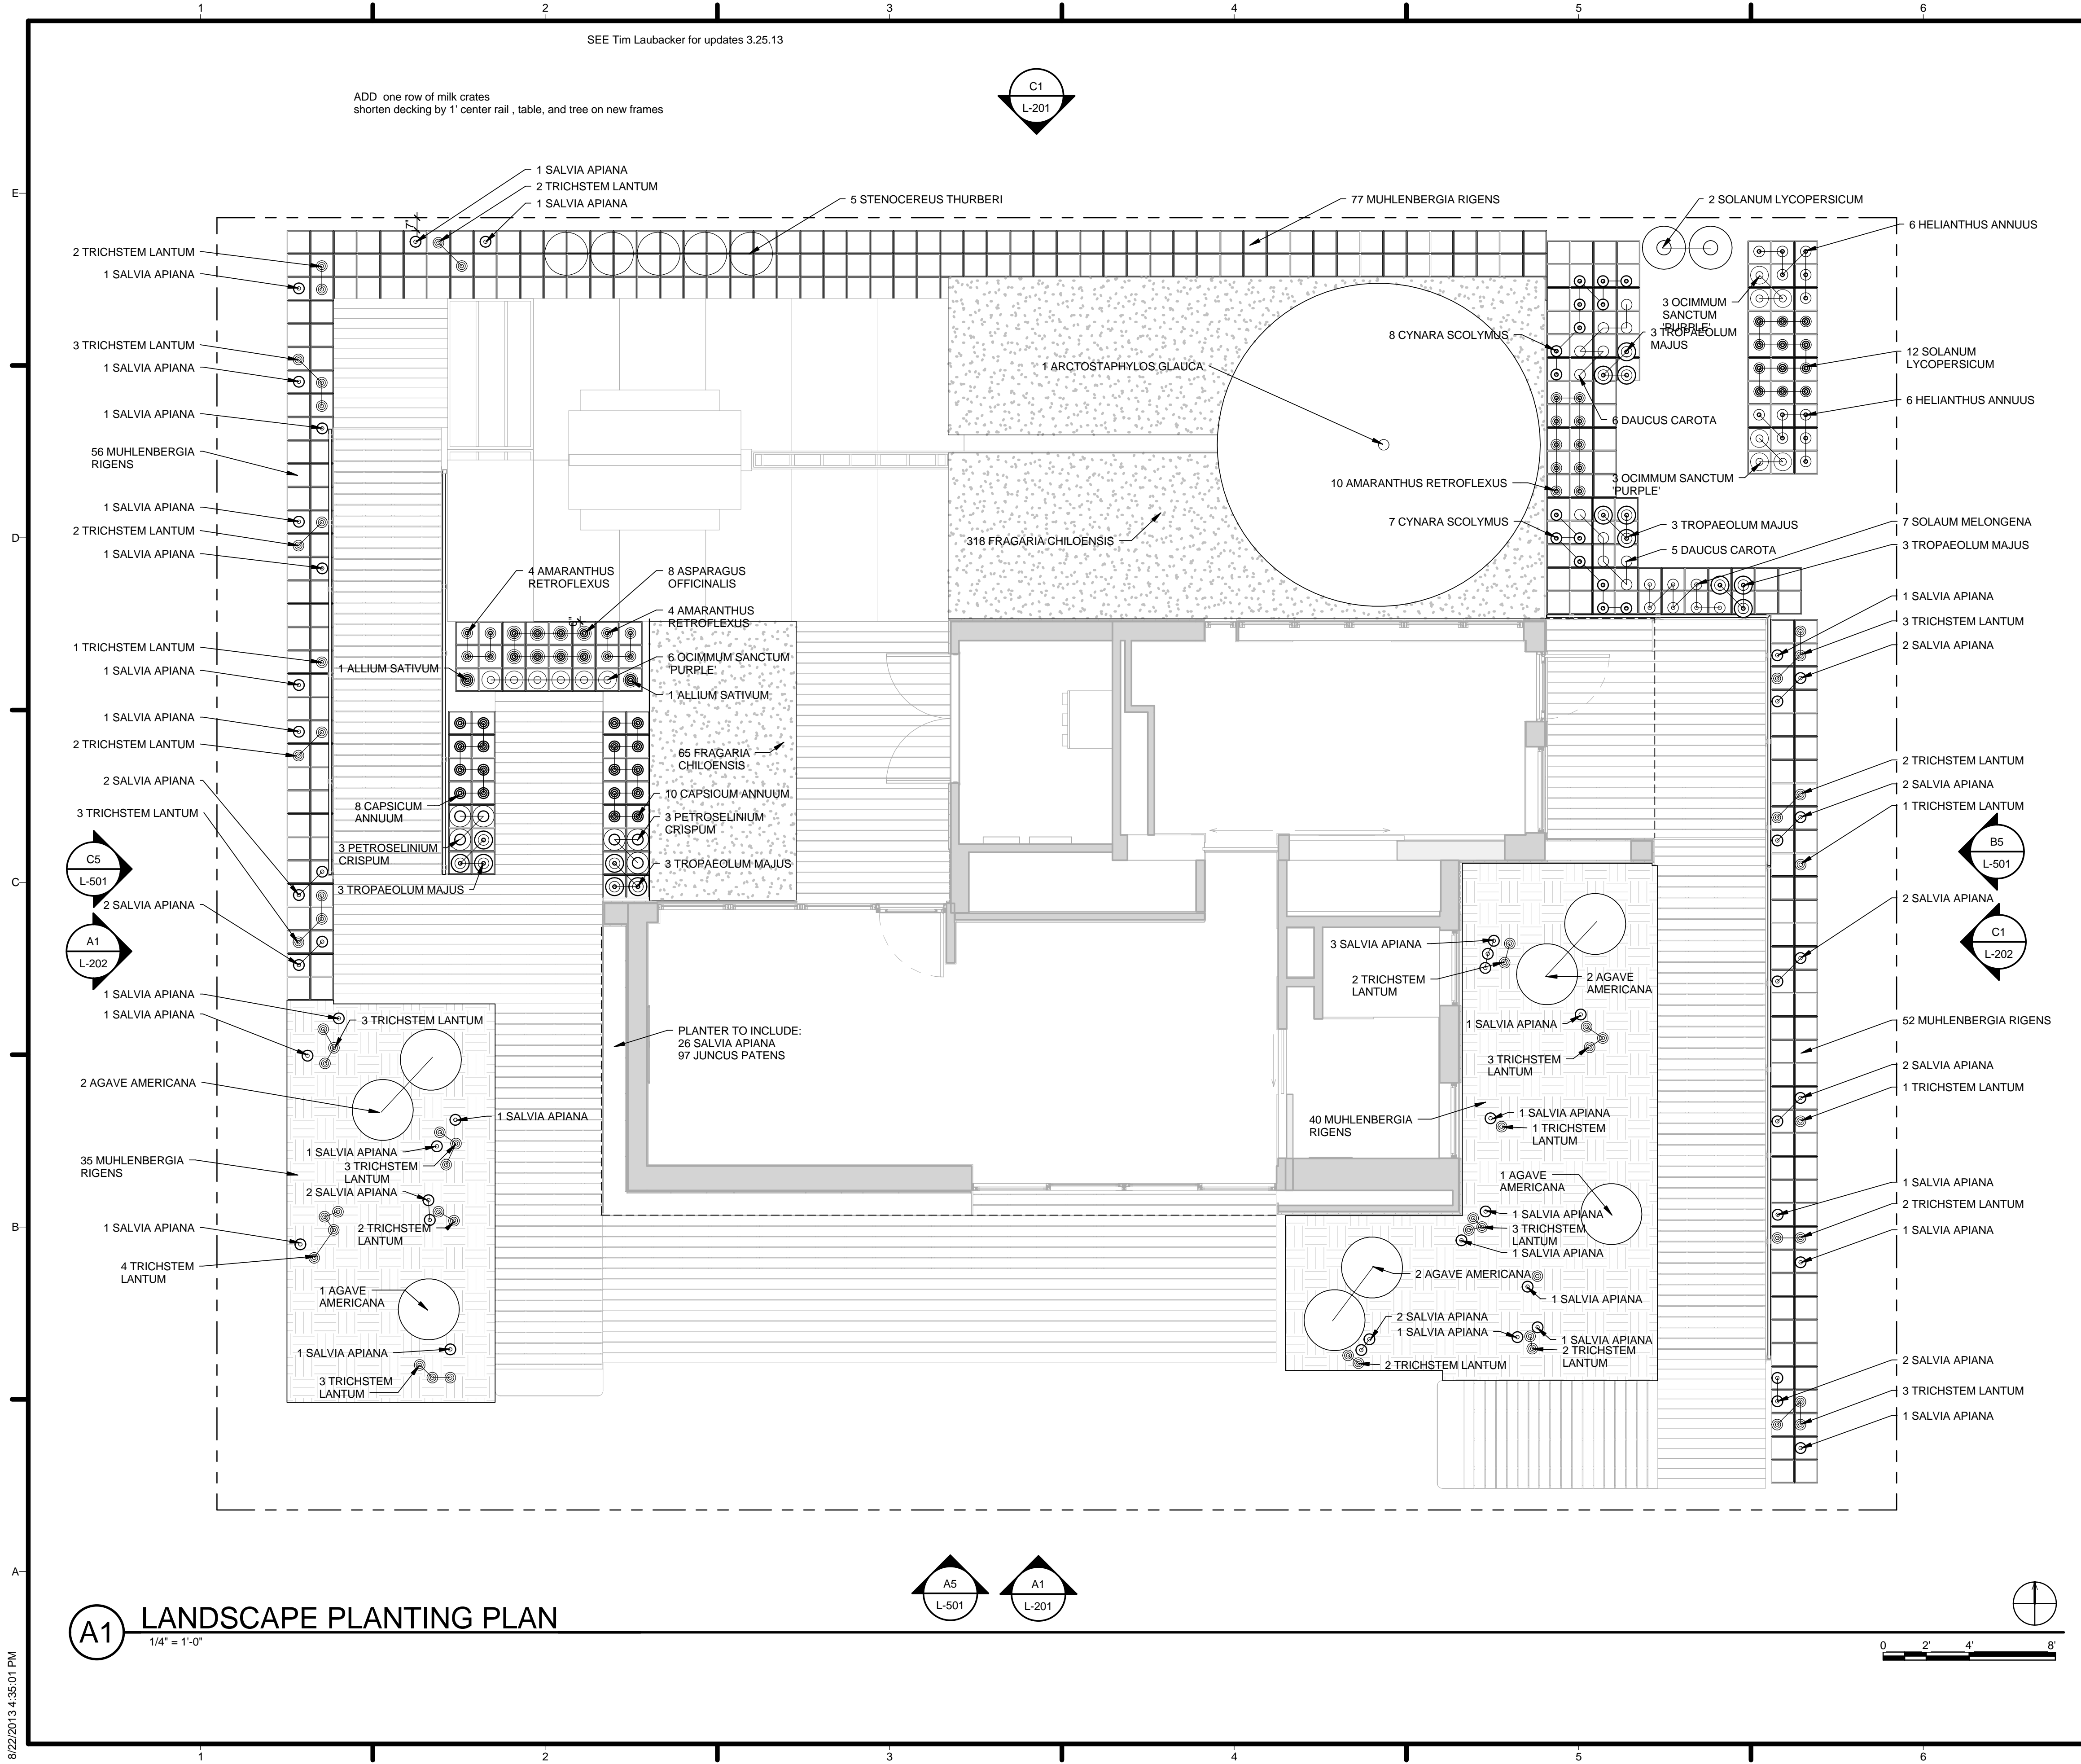 1 2 3 4 5 6
SEE Tim Laubacker for updates 3.25.13
ADD one row of milk crates
shorten decking by 1' center rail , table, and tree on new frames
C1
L-201
E
D
C
B
A
1 SALVIA APIANA
2 TRICHSTEM LANTUM
1 SALVIA APIANA
7"
5 STENOCEREUS THURBERI
77 MUHLENBERGIA RIGENS
2 SOLANUM LYCOPERSICUM
6 HELIANTHUS ANNUUS
2 TRICHSTEM LANTUM
1 SALVIA APIANA
3 TRICHSTEM LANTUM
1 SALVIA APIANA
1 SALVIA APIANA
56 MUHLENBERGIA
RIGENS
1 SALVIA APIANA
2 TRICHSTEM LANTUM
1 SALVIA APIANA
1 TRICHSTEM LANTUM
1 SALVIA APIANA
1 SALVIA APIANA
2 TRICHSTEM LANTUM
2 SALVIA APIANA
3 TRICHSTEM LANTUM
C5
L-501
2 SALVIA APIANA
A1
L-202
1 SALVIA APIANA
1 SALVIA APIANA
3 TRICHSTEM LANTUM
2 AGAVE AMERICANA
1 SALVIA APIANA
1 SALVIA APIANA
3 TRICHSTEM
LANTUM
35 MUHLENBERGIA
RIGENS
2 SALVIA APIANA
2 TRICHSTEM
LANTUM
1 SALVIA APIANA
4 TRICHSTEM
LANTUM
1 AGAVE
AMERICANA
1 SALVIA APIANA
3 TRICHSTEM
LANTUM
4 AMARANTHUS
RETROFLEXUS
8 ASPARAGUS
OFFICINALIS
6"
4 AMARANTHUS
RETROFLEXUS
1 ALLIUM SATIVUM
6 OCIMMUM SANCTUM
'PURPLE'
1 ALLIUM SATIVUM
65 FRAGARIA
CHILOENSIS
8 CAPSICUM
ANNUUM
10 CAPSICUM ANNUUM
3 PETROSELINIUM
CRISPUM
3 PETROSELINIUM
CRISPUM
3 TROPAEOLUM MAJUS
3 TROPAEOLUM MAJUS
PLANTER TO INCLUDE:
26 SALVIA APIANA
97 JUNCUS PATENS
1 ARCTOSTAPHYLOS GLAUCA
318 FRAGARIA CHILOENSIS
8 CYNARA SCOLYMUS
3 OCIMMUM
SANCTUM
'PURPLE'
3 TROPAEOLUM
MAJUS
12 SOLANUM
LYCOPERSICUM
6 HELIANTHUS ANNUUS
6 DAUCUS CAROTA
10 AMARANTHUS RETROFLEXUS
3 OCIMMUM SANCTUM
'PURPLE'
7 CYNARA SCOLYMUS
3 TROPAEOLUM MAJUS
5 DAUCUS CAROTA
7 SOLAUM MELONGENA
3 TROPAEOLUM MAJUS
1 SALVIA APIANA
3 TRICHSTEM LANTUM
2 SALVIA APIANA
2 TRICHSTEM LANTUM
2 SALVIA APIANA
1 TRICHSTEM LANTUM
B5
L-501
2 SALVIA APIANA
C1
L-202
52 MUHLENBERGIA RIGENS
2 SALVIA APIANA
1 TRICHSTEM LANTUM
1 SALVIA APIANA
2 TRICHSTEM LANTUM
1 SALVIA APIANA
2 SALVIA APIANA
3 TRICHSTEM LANTUM
1 SALVIA APIANA
3 SALVIA APIANA
2 TRICHSTEM
LANTUM
2 AGAVE
AMERICANA
1 SALVIA APIANA
3 TRICHSTEM
LANTUM
40 MUHLENBERGIA
RIGENS
1 SALVIA APIANA
1 TRICHSTEM
LANTUM
1 AGAVE
AMERICANA
1 SALVIA APIANA
3 TRICHSTEM
LANTUM
1 SALVIA APIANA
2 AGAVE AMERICANA
1 SALVIA APIANA
2 SALVIA APIANA
1 SALVIA APIANA
1 SALVIA APIANA
2 TRICHSTEM
LANTUM
2 TRICHSTEM LANTUM
A5
L-501
A1
L-201
A1
LANDSCAPE PLANTING PLAN
1/4" = 1'-0"
0 2' 4' 8'
8/22/2013 4:35:01 PM
1 2 3 4 5 6